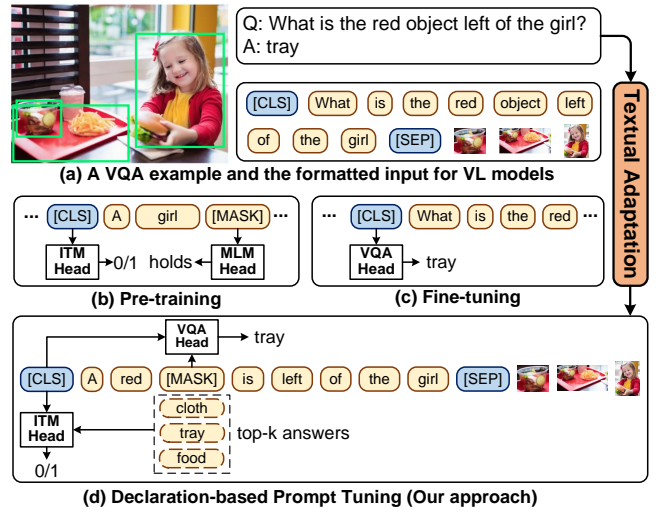 Q: What is the red object left of the girl?
A: tray
[CLS] What is the red object left
of the girl [SEP]
(a) A VQA example and the formatted input for VL models
Textual Adaptation
... [CLS] A girl [MASK] ...
ITM Head 0/1 holds MLM Head
(b) Pre-training
... [CLS] What is the red ...
VQA Head tray
(c) Fine-tuning
VQA Head tray
[CLS] A red [MASK] is left of the girl [SEP]
ITM Head
0/1
cloth
tray
food
top-k answers
(d) Declaration-based Prompt Tuning (Our approach)